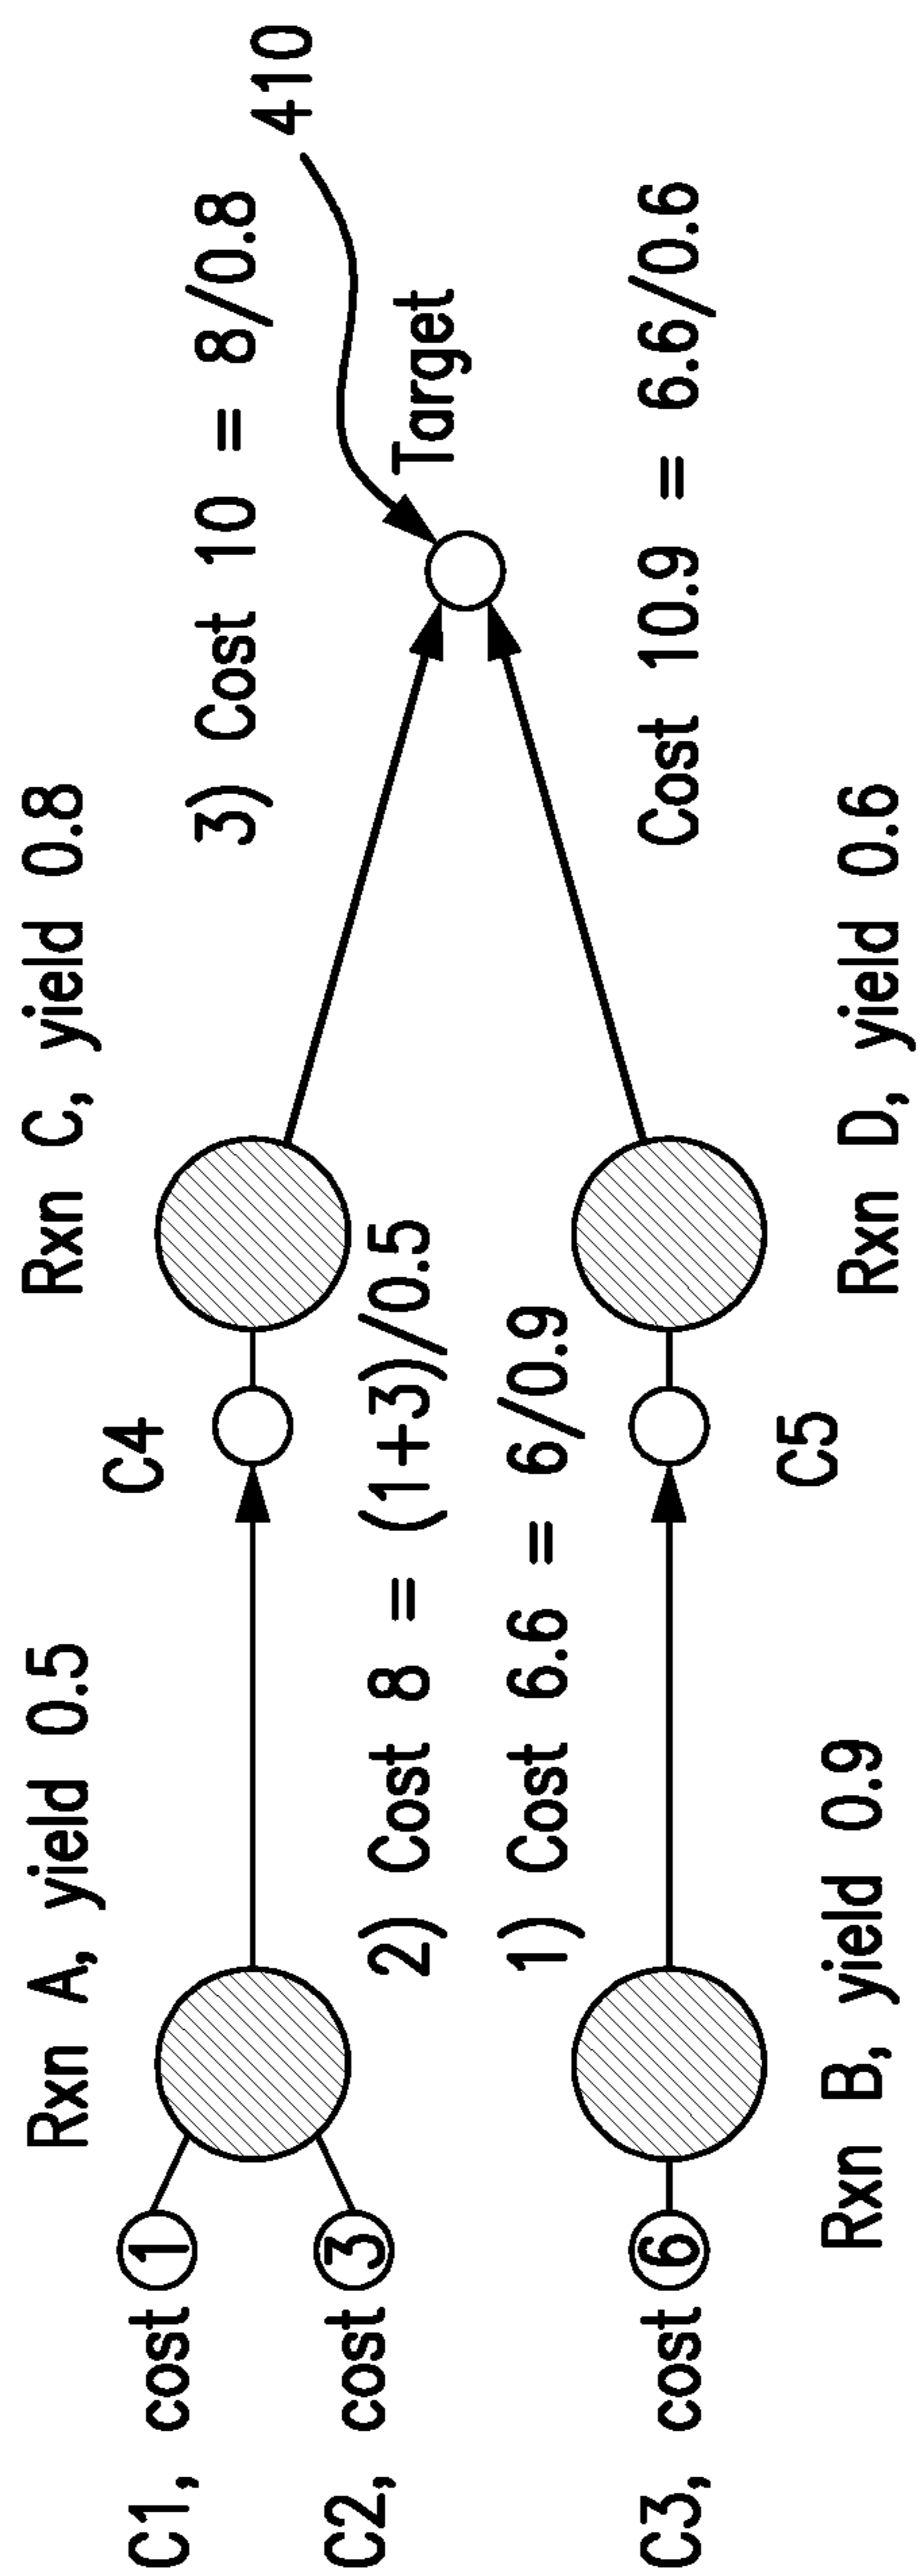 Rxn A, yield 0.5
Rxn C, yield 0.8
C1, cost 1
C4
3) Cost 10 = 8/0.8
410
C2, cost 3
2) Cost 8 = (1+3)/0.5
Target
1) Cost 6.6 = 6/0.9
C3, cost 6
Cost 10.9 = 6.6/0.6
C5
Rxn B, yield 0.9
Rxn D, yield 0.6